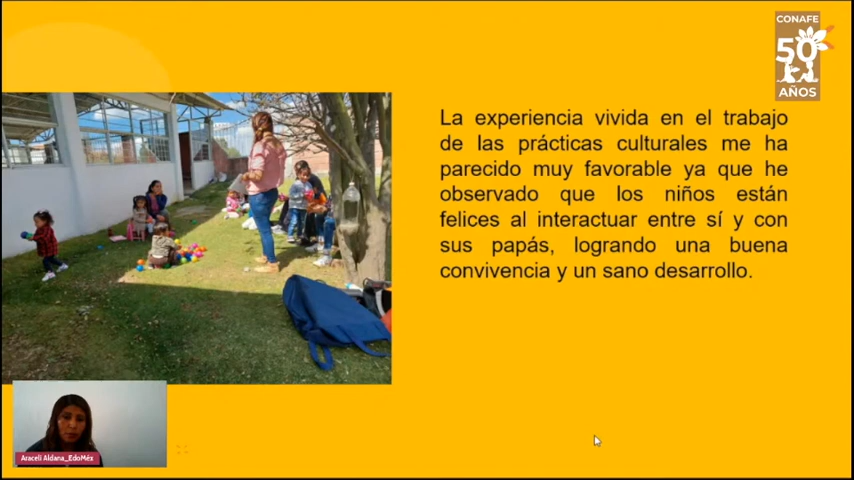 CONAFE
50
AÑOS
La experiencia vivida en el trabajo
de las prácticas culturales me ha
parecido muy favorable ya que he
observado que los niños están
felices al interactuar entre sí y con
sus papás, logrando una buena
convivencia y un sano desarrollo.
Araceli Aldana_EdoMéx